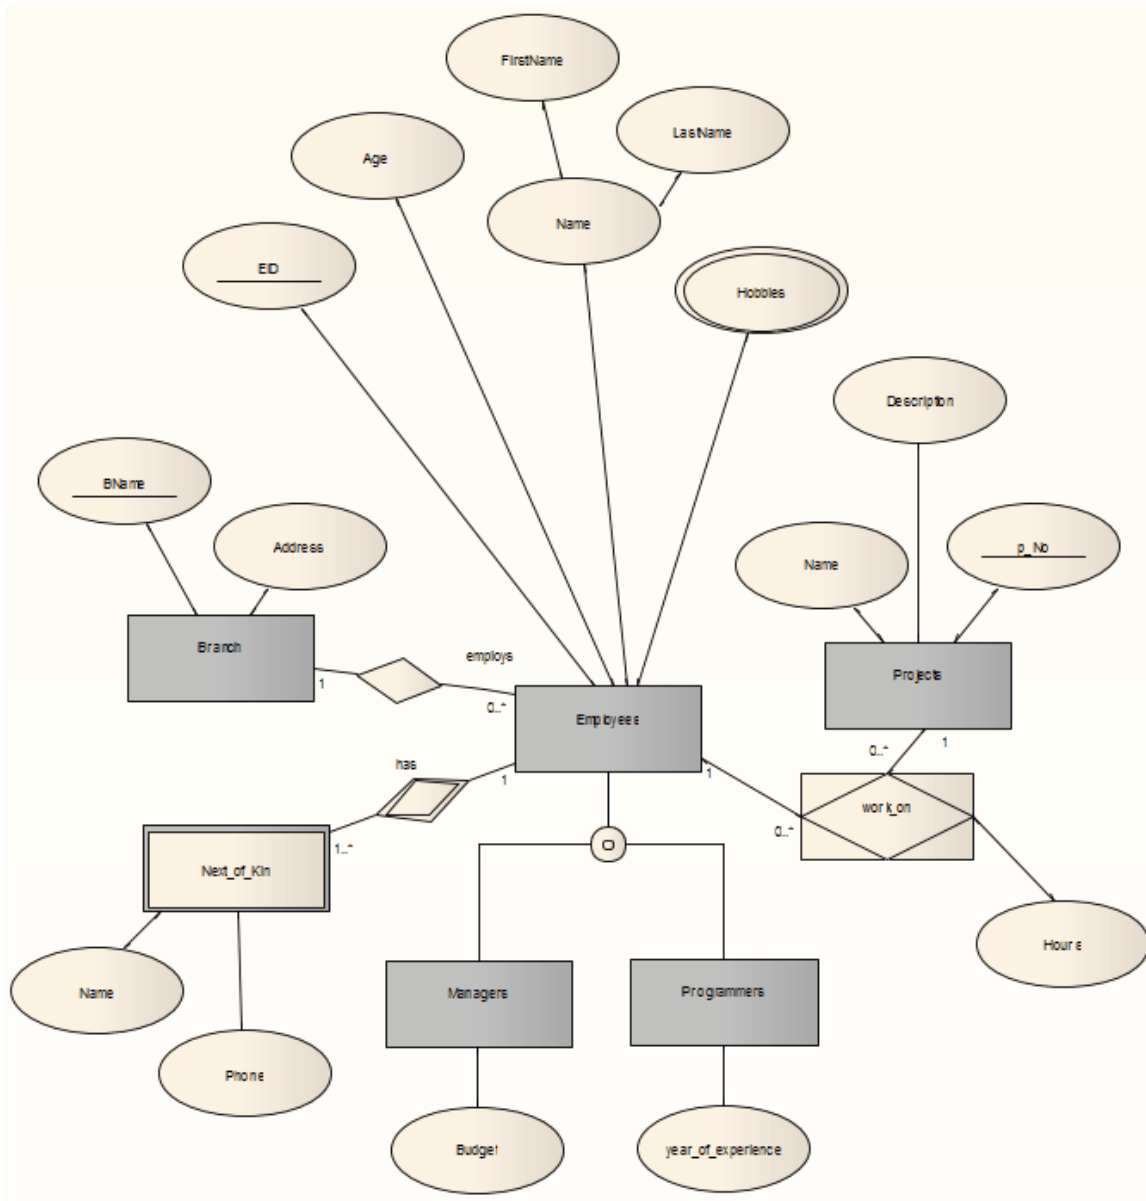 FirstName
LastName
Age
Name
EID
Hobbies
Description
BName
Address
Name
p_No
Branch
employs
Projects
1
0..*
Employees
0..*
1
has
1
1
work_on
1..*
0..*
O
Next_of_Kin
Hours
Name
Managers
Programmers
Phone
Budget
year_of_experience